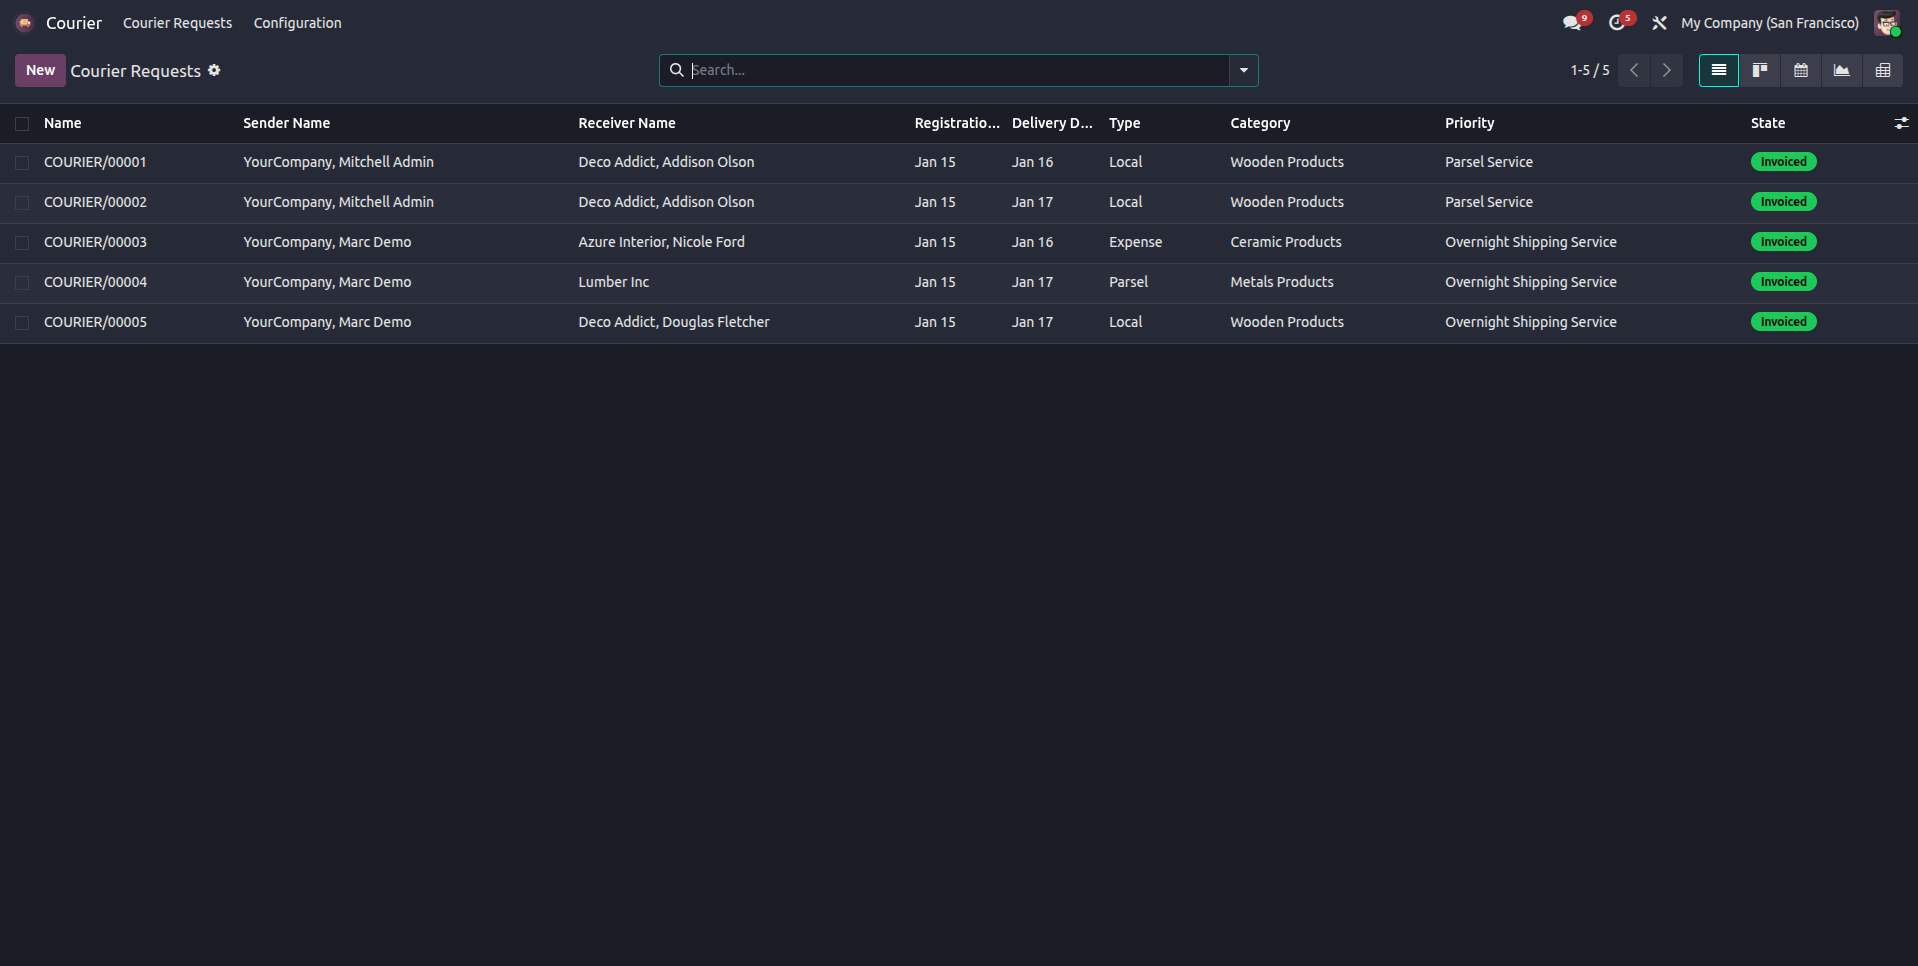 Courier Courier Requests Configuration 9 5 My Company (San Francisco)
New Courier Requests Search... 1-5 / 5
Name Sender Name Receiver Name Registratio... Delivery D... Type Category Priority State
COURIER/00001 YourCompany, Mitchell Admin Deco Addict, Addison Olson Jan 15 Jan 16 Local Wooden Products Parsel Service Invoiced
COURIER/00002 YourCompany, Mitchell Admin Deco Addict, Addison Olson Jan 15 Jan 17 Local Wooden Products Parsel Service Invoiced
COURIER/00003 YourCompany, Marc Demo Azure Interior, Nicole Ford Jan 15 Jan 16 Expense Ceramic Products Overnight Shipping Service Invoiced
COURIER/00004 YourCompany, Marc Demo Lumber Inc Jan 15 Jan 17 Parsel Metals Products Overnight Shipping Service Invoiced
COURIER/00005 YourCompany, Marc Demo Deco Addict, Douglas Fletcher Jan 15 Jan 17 Local Wooden Products Overnight Shipping Service Invoiced